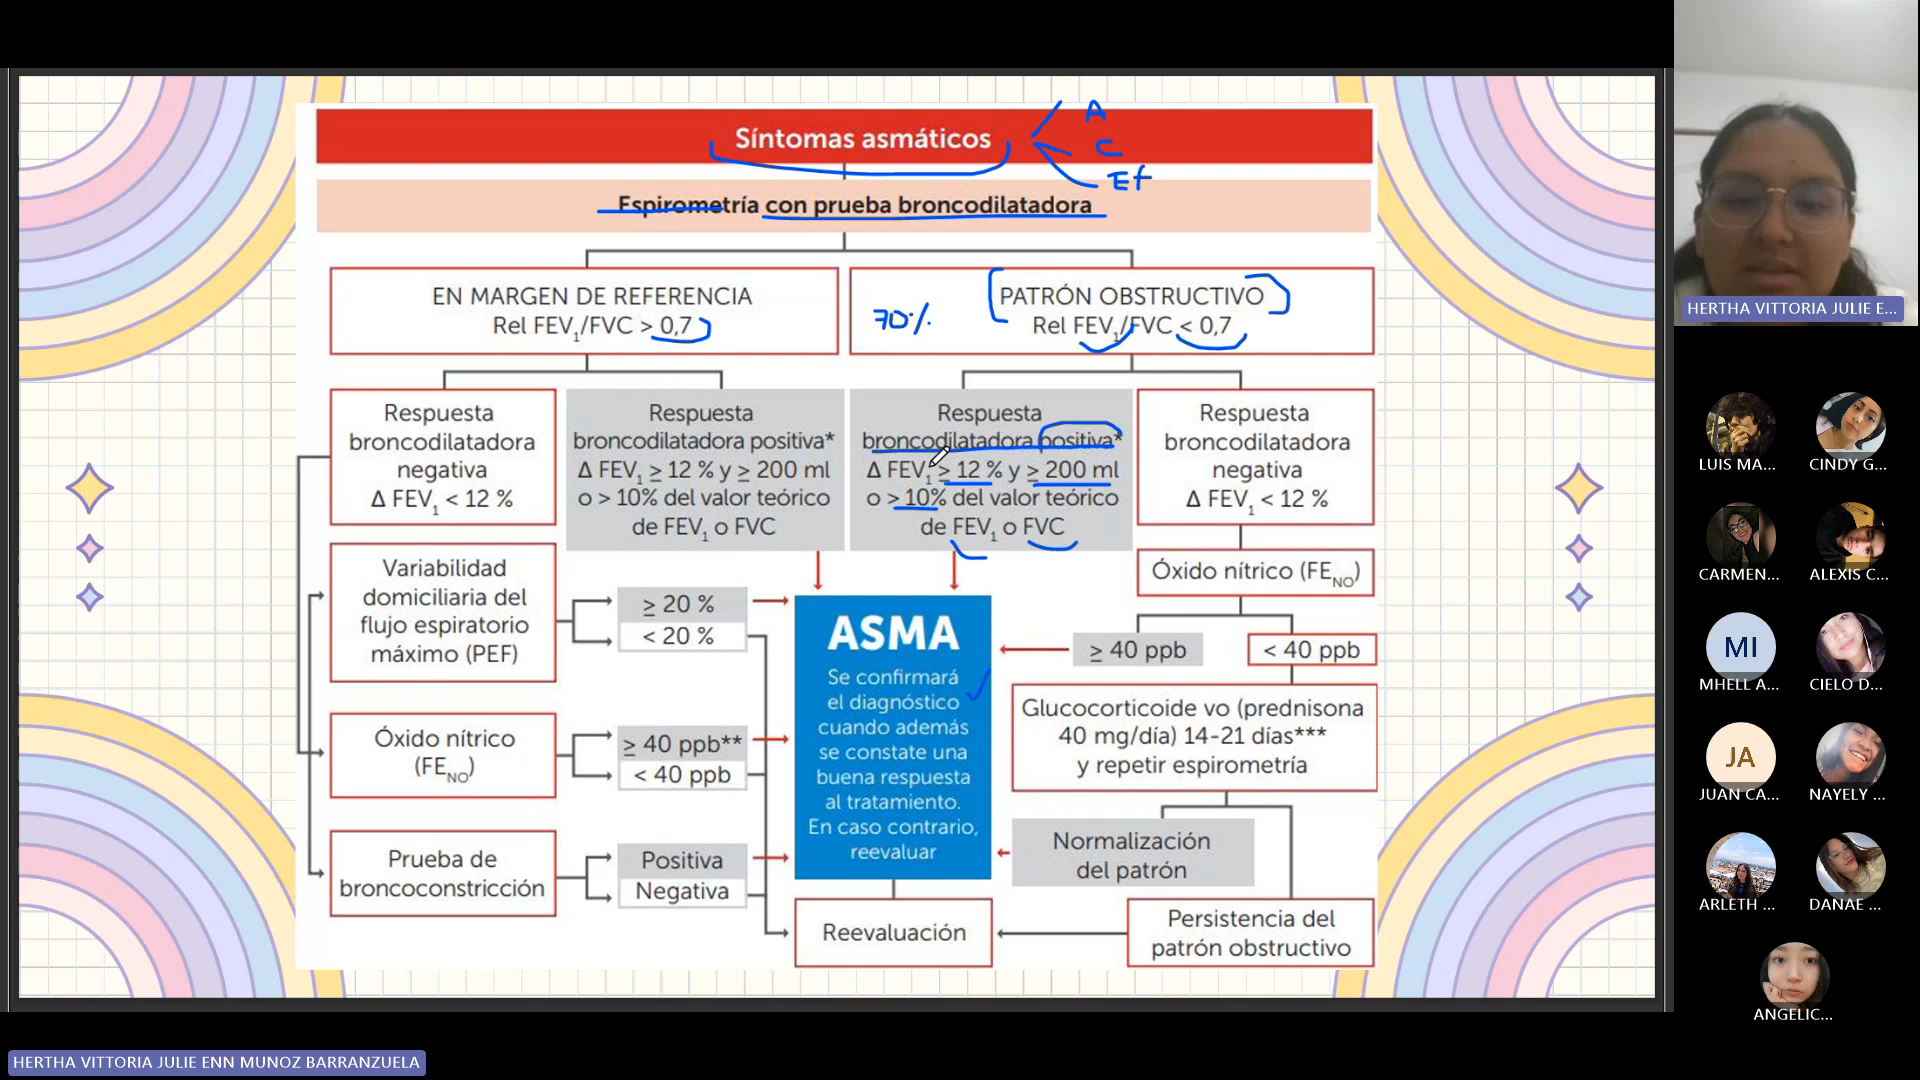 Síntomas asmáticos
A
C
Ef
Espirometría con prueba broncodilatadora
EN MARGEN DE REFERENCIA
Rel FEV1/FVC > 0,7
70%
PATRÓN OBSTRUCTIVO
Rel FEV1/FVC < 0,7
Respuesta
broncodilatadora
negativa
Δ FEV1 < 12 %
Respuesta
broncodilatadora positiva*
Δ FEV1 ≥ 12 % y ≥ 200 ml
o > 10% del valor teórico
de FEV1 o FVC
Respuesta
broncodilatadora positiva*
Δ FEV1 ≥ 12 % y ≥ 200 ml
o > 10% del valor teórico
de FEV1 o FVC
Respuesta
broncodilatadora
negativa
Δ FEV1 < 12 %
Variabilidad
domiciliaria del
flujo espiratorio
máximo (PEF)
≥ 20 %
< 20 %
Óxido nítrico
(FENO)
≥ 40 ppb**
< 40 ppb
Prueba de
broncoconstricción
Positiva
Negativa
ASMA
Se confirmará
el diagnóstico
cuando además
se constate una
buena respuesta
al tratamiento.
En caso contrario,
reevaluar
Reevaluación
Óxido nítrico (FENO)
≥ 40 ppb
< 40 ppb
Glucocorticoide vo (prednisona
40 mg/día) 14-21 días***
y repetir espirometría
Normalización
del patrón
Persistencia del
patrón obstructivo
HERTHA VITTORIA JULIE E...
LUIS MA...
CINDY G...
CARMEN...
ALEXIS C...
MI
MHELL A...
CIELO D...
JA
JUAN CA...
NAYELY ...
ARLETH ...
DANAE ...
ANGELIC...
HERTHA VITTORIA JULIE ENN MUNOZ BARRANZUELA